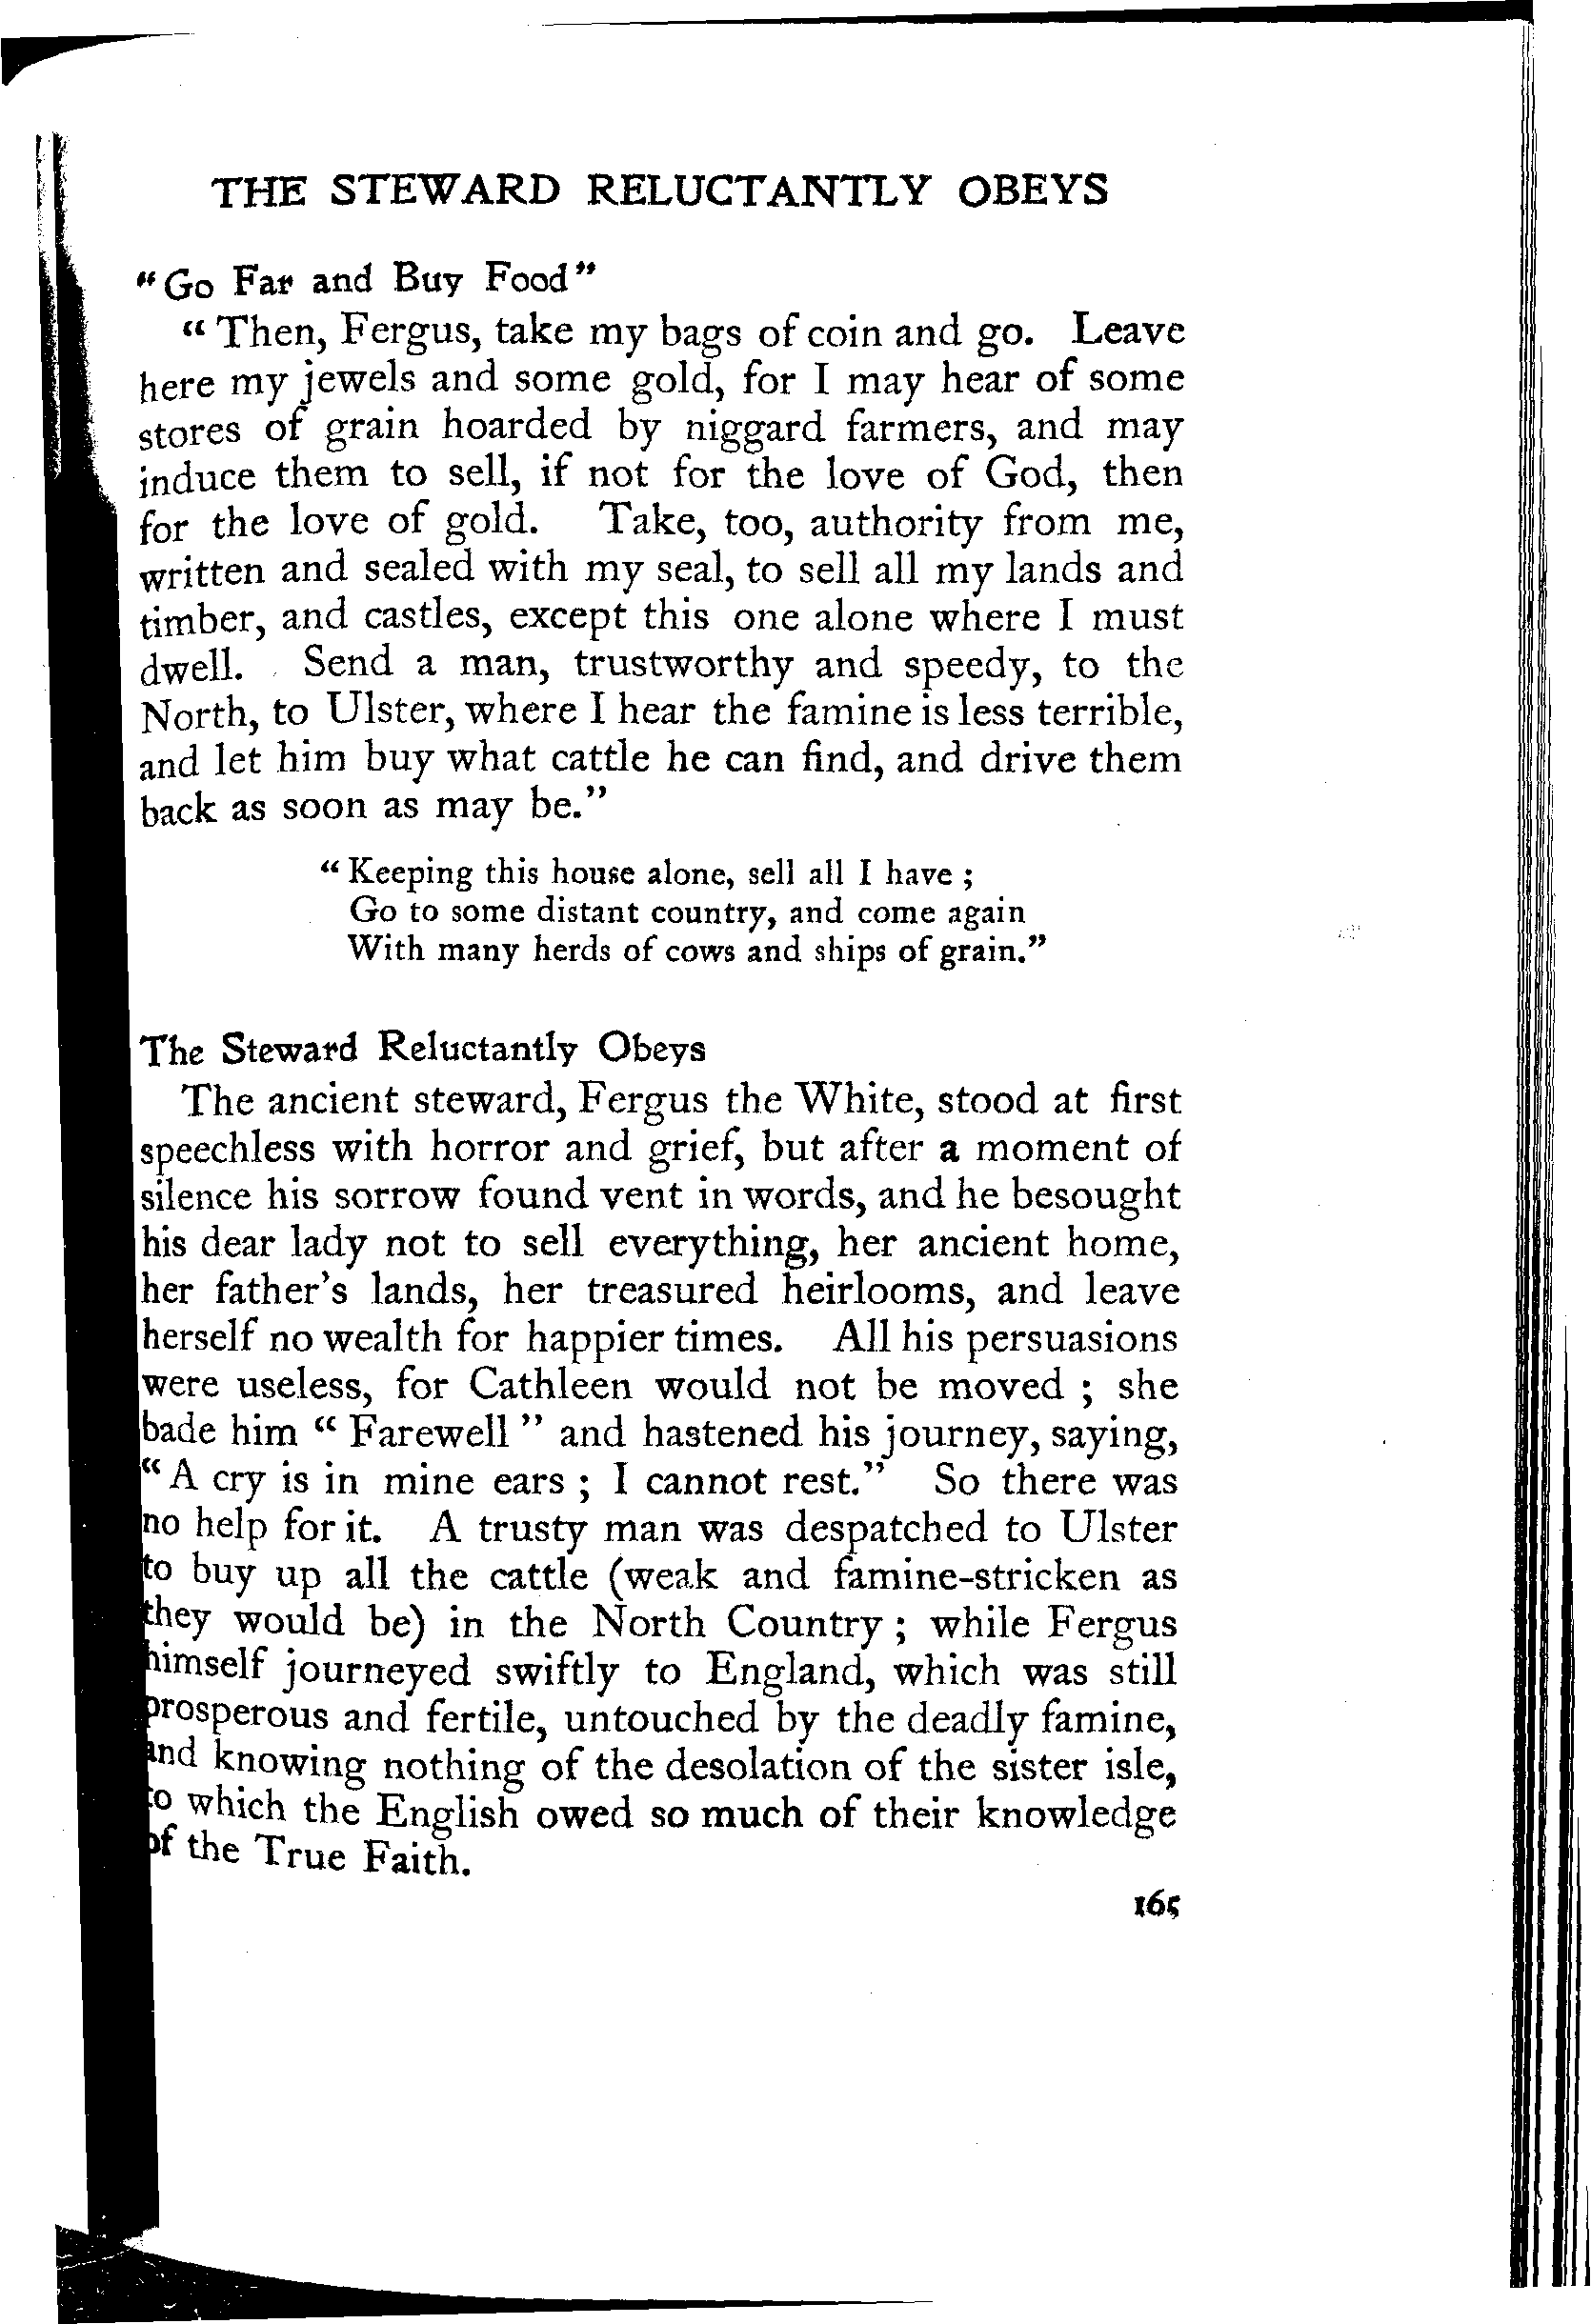 THE STEWARD RELUCTANTLY OBEYS
"Go Far and Buy Food"
"Then, Fergus, take my bags of coin and go. Leave
here my jewels and some gold, for I may hear of some
stores of grain hoarded by niggard farmers, and may
induce them to sell, if not for the love of God, then
for the love of gold. Take, too, authority from me,
written and sealed with my seal, to sell all my lands and
timber, and castles, except this one alone where I must
dwell. Send a man, trustworthy and speedy, to the
North, to Ulster, where I hear the famine is less terrible,
and let him buy what cattle he can find, and drive them
back as soon as may be."
"Keeping this house alone, sell all I have ;
Go to some distant country, and come again
With many herds of cows and ships of grain."
The Steward Reluctantly Obeys
The ancient steward, Fergus the White, stood at first
speechless with horror and grief, but after a moment of
silence his sorrow found vent in words, and he besought
his dear lady not to sell everything, her ancient home,
her father's lands, her treasured heirlooms, and leave
herself no wealth for happier times. All his persuasions
were useless, for Cathleen would not be moved ; she
bade him "Farewell" and hastened his journey, saying,
"A cry is in mine ears ; I cannot rest." So there was
no help for it. A trusty man was despatched to Ulster
to buy up all the cattle (weak and famine-stricken as
they would be) in the North Country ; while Fergus
himself journeyed swiftly to England, which was still
prosperous and fertile, untouched by the deadly famine,
and knowing nothing of the desolation of the sister isle,
to which the English owed so much of their knowledge
of the True Faith.
165